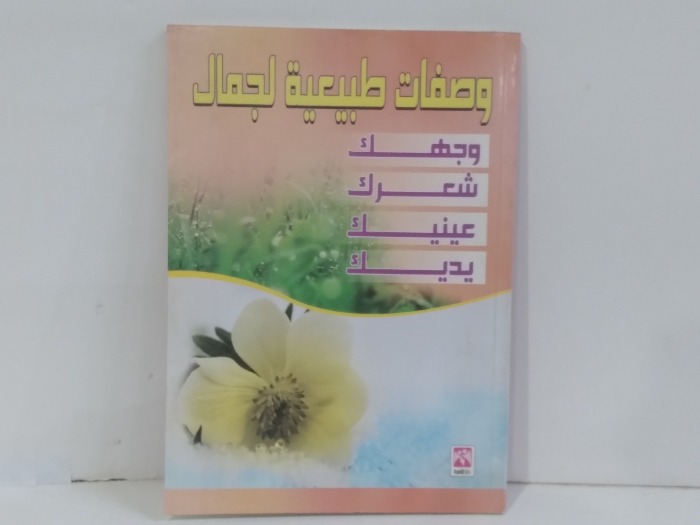 وصفات طبيعية لجمال
وجهك
شعرك
عينيك
يديك